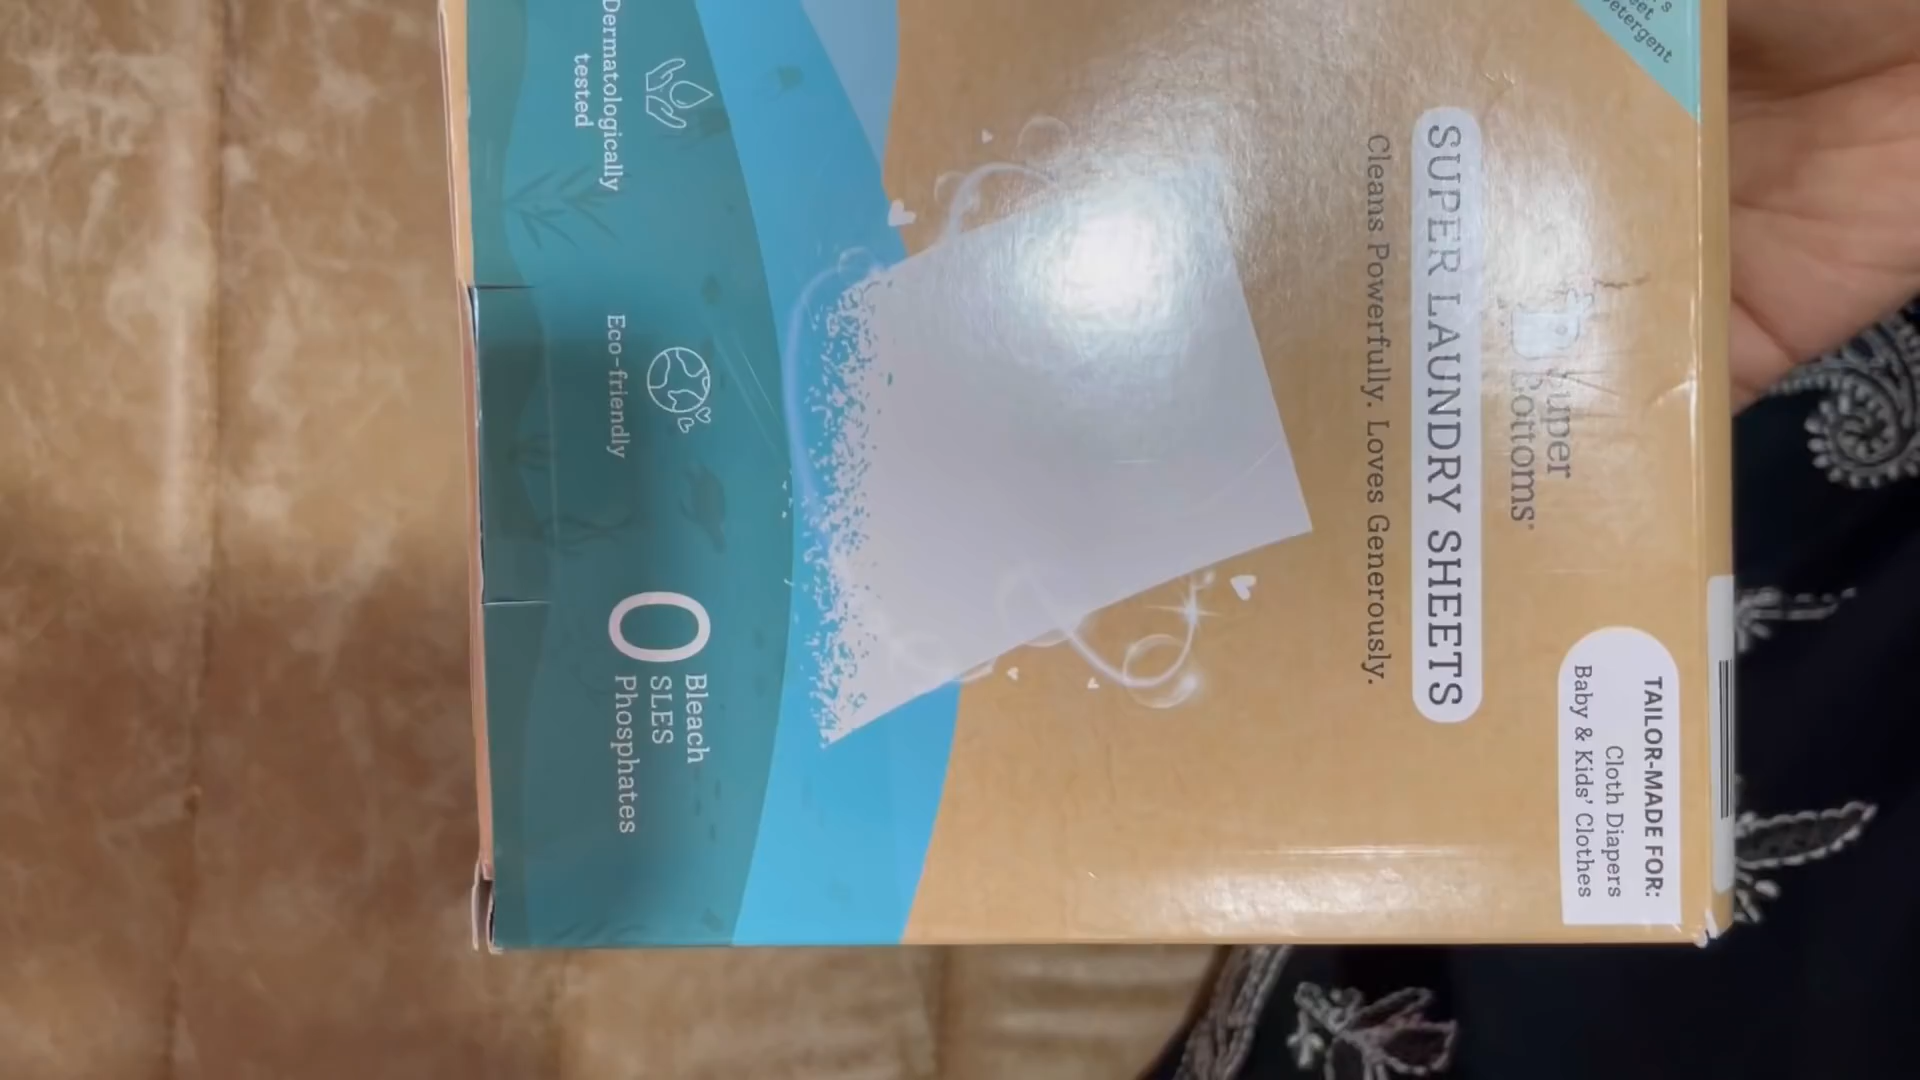 Super
Bottoms®
SUPER LAUNDRY SHEETS
Cleans Powerfully. Loves Generously.
TAILOR-MADE FOR:
Cloth Diapers
Baby & Kids' Clothes
Detergent
Dermatologically
tested
Eco-friendly
0
Bleach
SLES
Phosphates